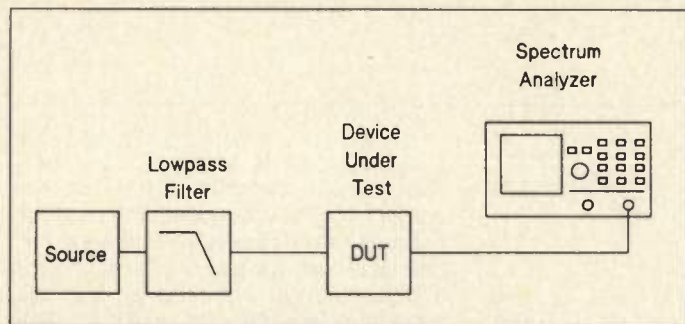 Spectrum
Analyzer
Device
Under
Test
Lowpass
Filter
Source
DUT